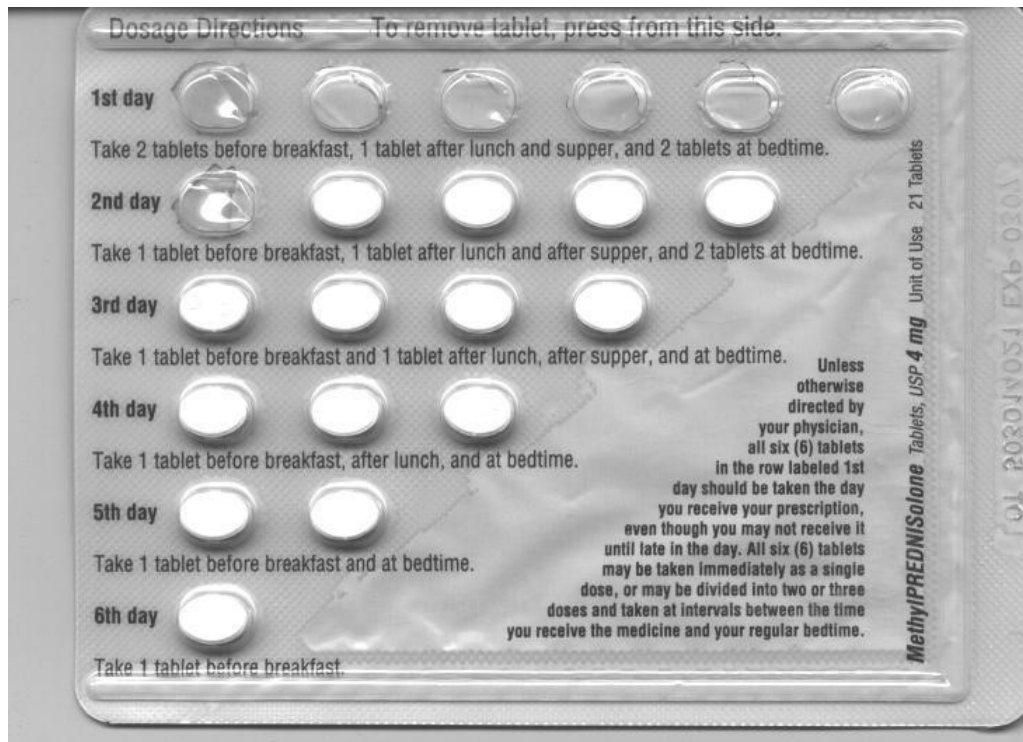 Dosage Directions To remove tablet, press from this side.
1st day
Take 2 tablets before breakfast, 1 tablet after lunch and supper, and 2 tablets at bedtime.
2nd day
Take 1 tablet before breakfast, 1 tablet after lunch and after supper, and 2 tablets at bedtime.
3rd day
Take 1 tablet before breakfast and 1 tablet after lunch, after supper, and at bedtime.
4th day
Take 1 tablet before breakfast, after lunch, and at bedtime.
5th day
Take 1 tablet before breakfast and at bedtime.
6th day
Take 1 tablet before breakfast.
Unless
otherwise
directed by
your physician,
all six (6) tablets
in the row labeled 1st
day should be taken the day
you receive your prescription,
even though you may not receive it
until late in the day. All six (6) tablets
may be taken immediately as a single
dose, or may be divided into two or three
doses and taken at intervals between the time
you receive the medicine and your regular bedtime.
MethylPREDNISolone Tablets, USP 4 mg Unit of Use 21 Tablets
LOT EXP